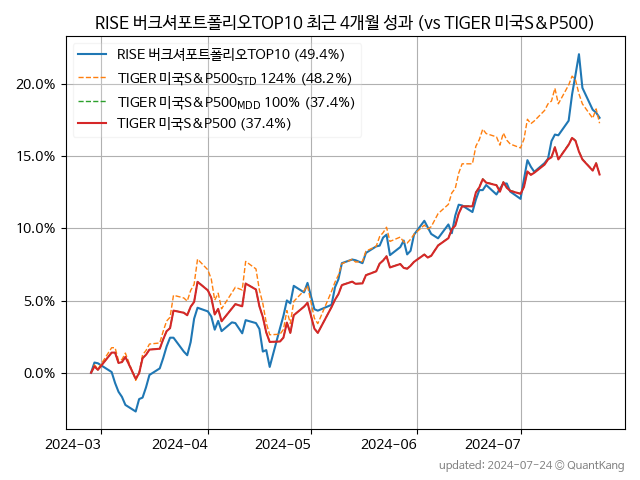 RISE 버크셔포트폴리오TOP10 최근 4개월 성과 (vs TIGER 미국S&P500)
RISE 버크셔포트폴리오TOP10 (49.4%)
TIGER 미국S&P500STD 124% (48.2%)
TIGER 미국S&P500MDD 100% (37.4%)
TIGER 미국S&P500 (37.4%)
20.0%
15.0%
10.0%
5.0%
0.0%
2024-03
2024-04
2024-05
2024-06
2024-07
updated: 2024-07-24 @ QuantKang